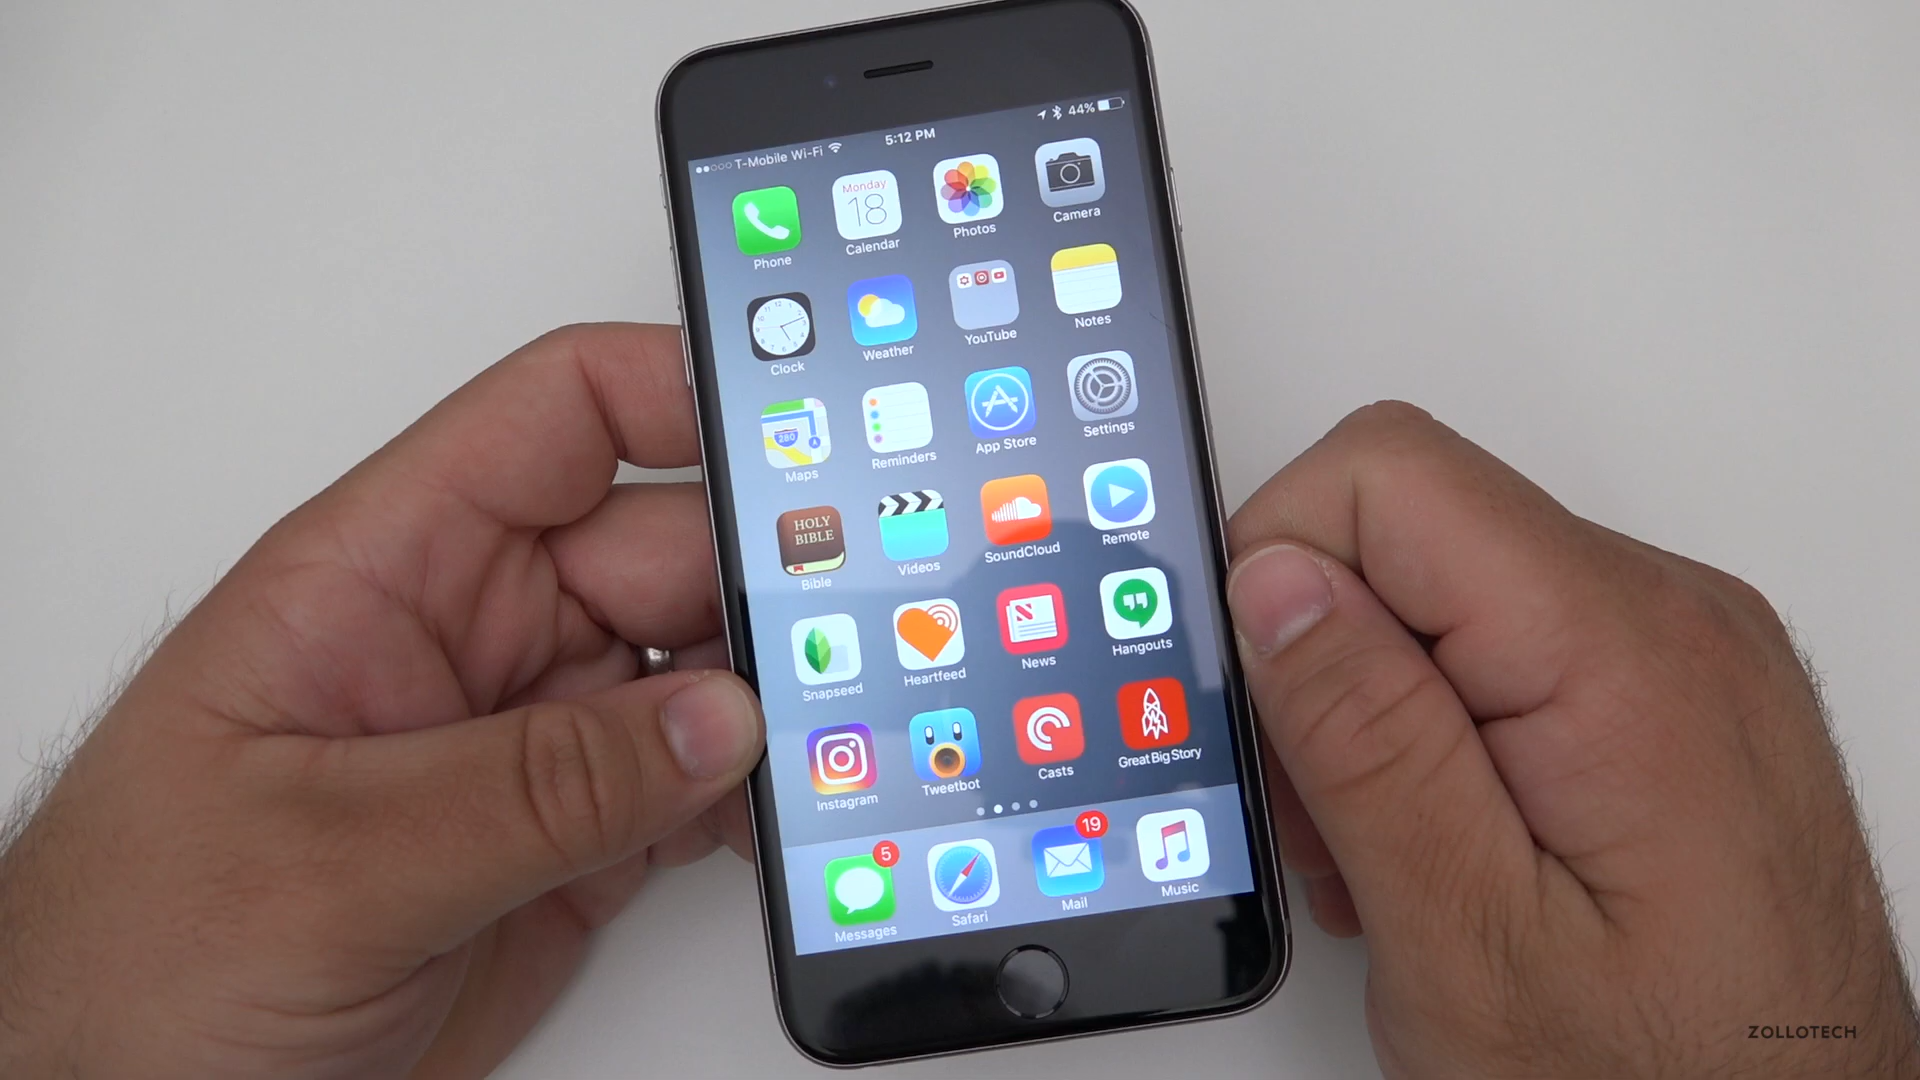 T-Mobile Wi-Fi 5:12 PM 44%
Monday
18
Phone Calendar Photos Camera
Clock Weather YouTube Notes
280
Maps Reminders App Store Settings
HOLY
BIBLE
Bible Videos SoundCloud Remote
Snapseed Heartfeed News Hangouts
Instagram Tweetbot Casts Great Big Story
5 19
Messages Safari Mail Music
ZOLLOTECH